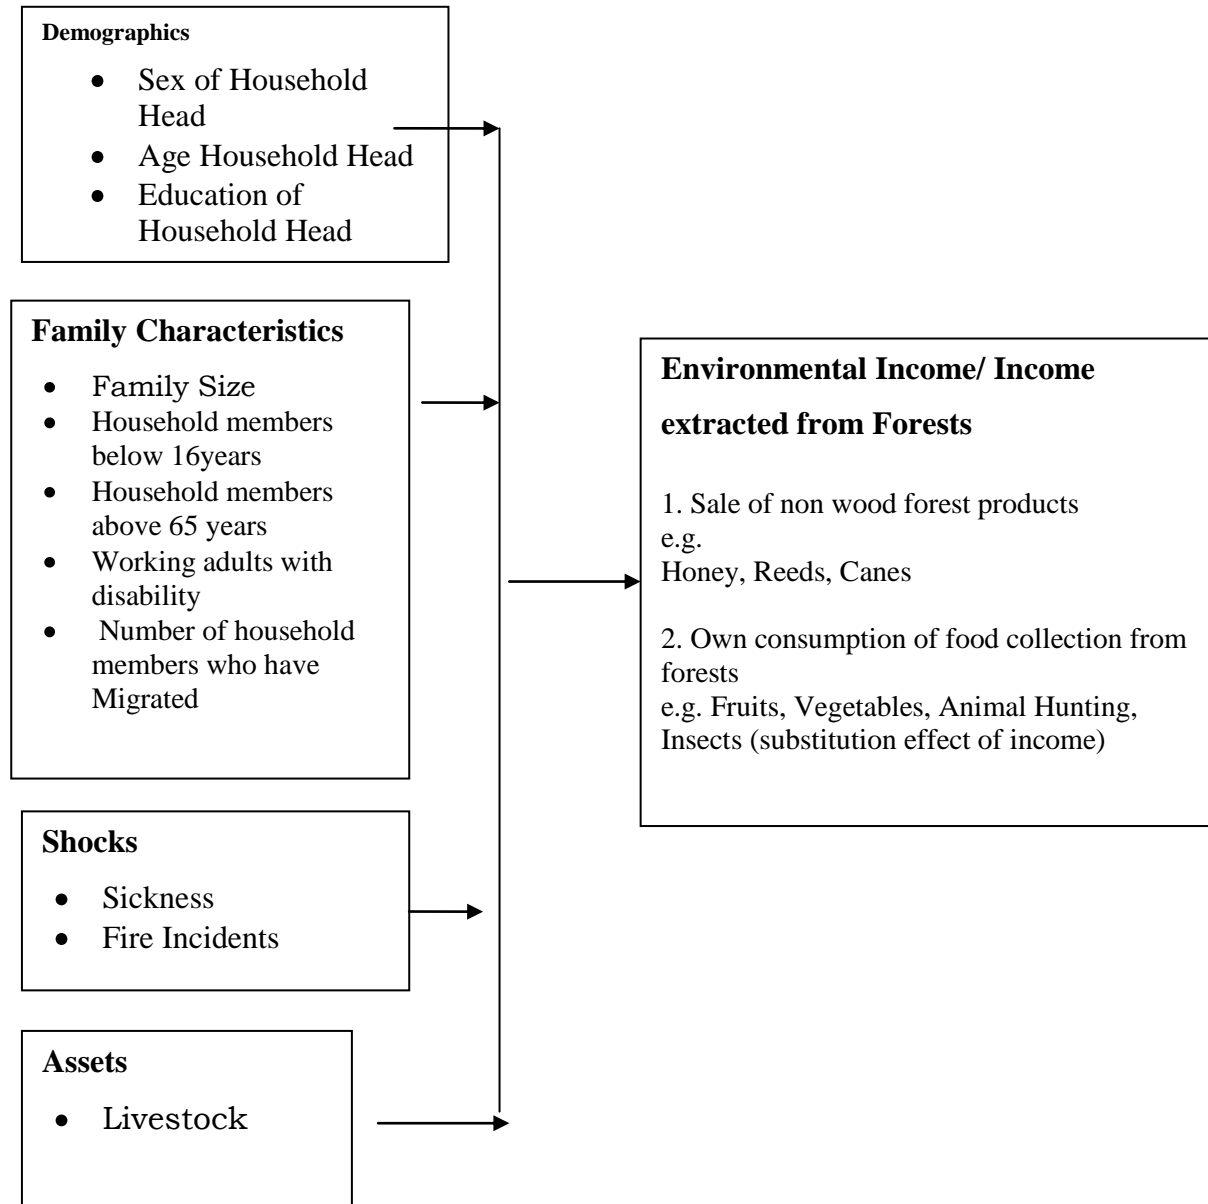 Demographics
• Sex of Household
Head
• Age Household Head
• Education of
Household Head
Family Characteristics
• Family Size
• Household members
below 16years
• Household members
above 65 years
• Working adults with
disability
• Number of household
members who have
Migrated
Shocks
• Sickness
• Fire Incidents
Assets
• Livestock
Environmental Income/ Income
extracted from Forests
1. Sale of non wood forest products
e.g.
Honey, Reeds, Canes
2. Own consumption of food collection from
forests
e.g. Fruits, Vegetables, Animal Hunting,
Insects (substitution effect of income)